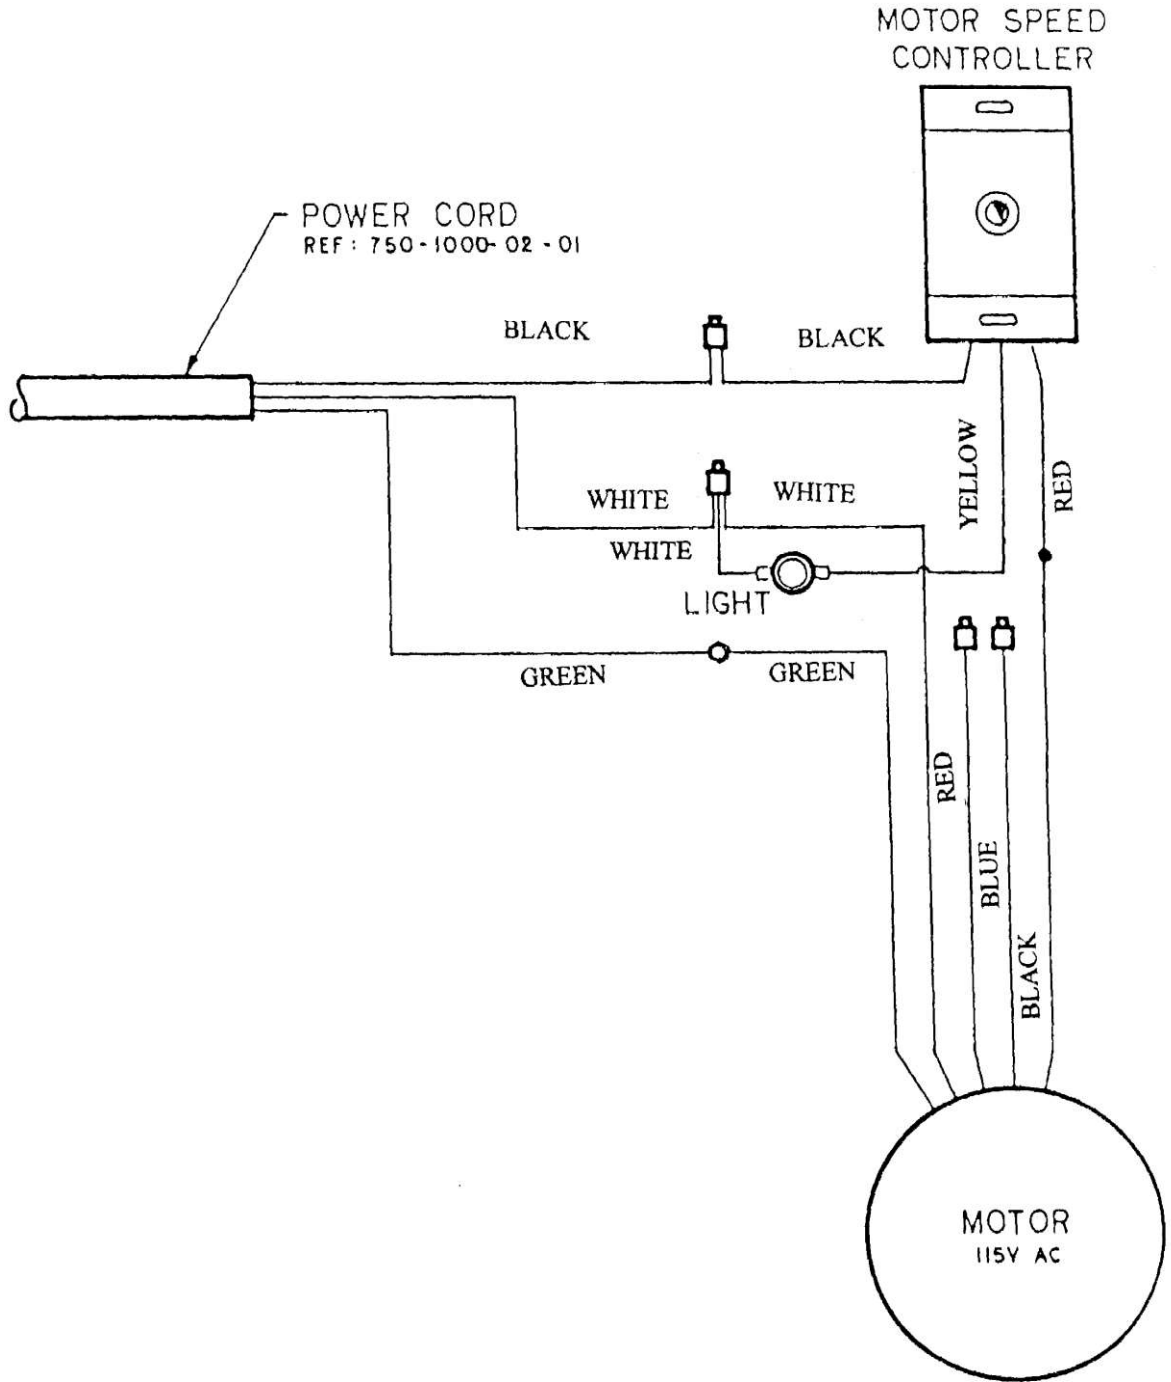 MOTOR SPEED
CONTROLLER
POWER CORD
REF: 750-1000-02-01
BLACK
BLACK
YELLOW
RED
WHITE
WHITE
WHITE
LIGHT
GREEN
GREEN
RED
BLUE
BLACK
MOTOR
115V AC